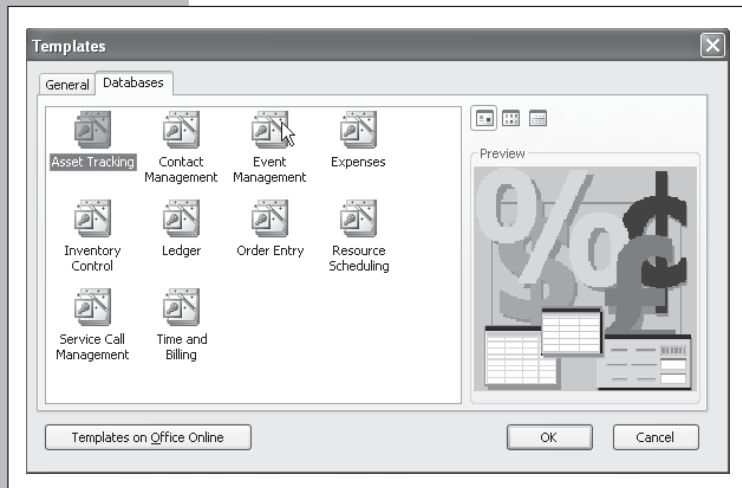 Templates
General Databases
Asset Tracking
Contact Management
Event Management
Expenses
Inventory Control
Ledger
Order Entry
Resource Scheduling
Service Call Management
Time and Billing
Preview
% ¢
$ £
Templates on Office Online
OK
Cancel